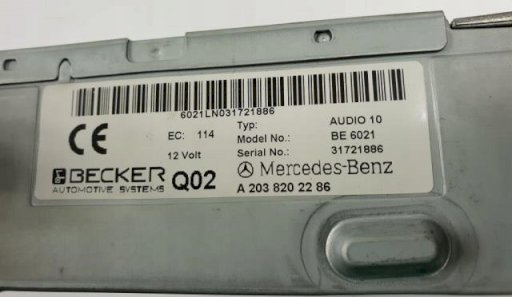 6021LN031721886
CE
EC: 114
Typ: AUDIO 10
Model No.: BE 6021
12 Volt
Serial No.: 31721886
BECKER
AUTOMOTIVE SYSTEMS
Q02
Mercedes-Benz
A 203 820 22 86